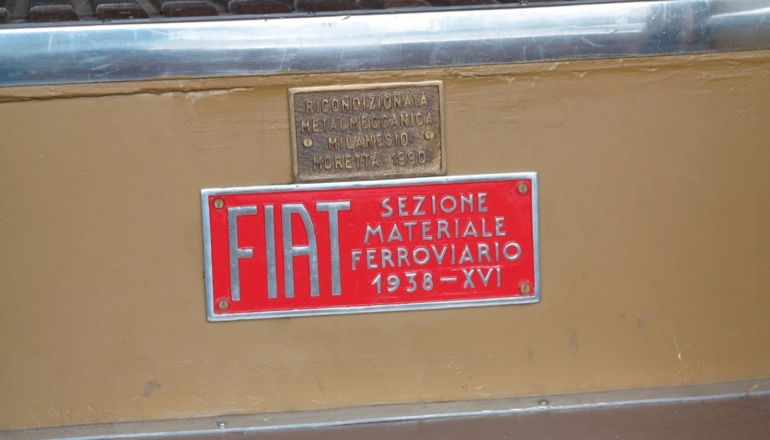 RICONDIZIONATA
METALMECCANICA
MILANESIO
MORETTA 1990
FIAT
SEZIONE
MATERIALE
FERROVIARIO
1938-XVI